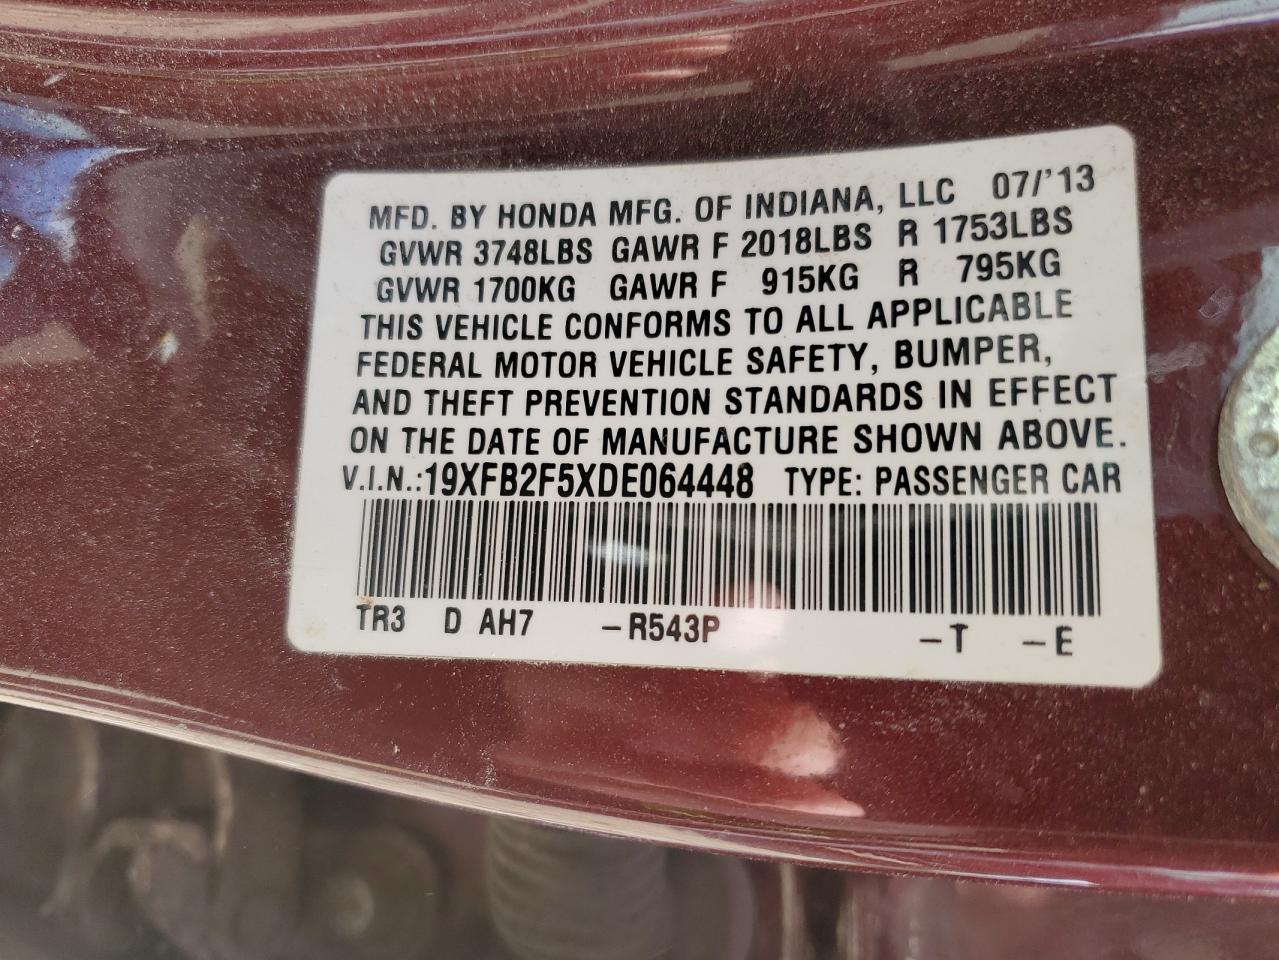 MFD. BY HONDA MFG. OF INDIANA, LLC 07/'13
GVWR 3748LBS GAWR F 2018LBS R 1753LBS
GVWR 1700KG GAWR F 915KG R 795KG
THIS VEHICLE CONFORMS TO ALL APPLICABLE
FEDERAL MOTOR VEHICLE SAFETY, BUMPER,
AND THEFT PREVENTION STANDARDS IN EFFECT
ON THE DATE OF MANUFACTURE SHOWN ABOVE.
V.I.N.:19XFB2F5XDE064448 TYPE: PASSENGER CAR
TR3 D AH7 –R543P –T –E